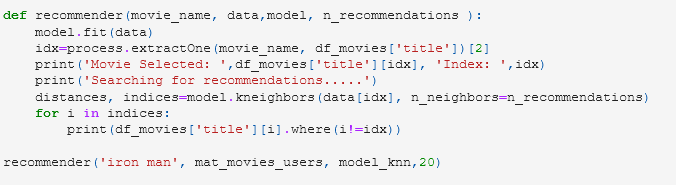 def recommender(movie_name, data,model, n_recommendations ):
    model.fit(data)
    idx=process.extractOne(movie_name, df_movies['title'])[2]
    print('Movie Selected: ',df_movies['title'][idx], 'Index: ',idx)
    print('Searching for recommendations.....')
    distances, indices=model.kneighbors(data[idx], n_neighbors=n_recommendations)
    for i in indices:
        print(df_movies['title'][i].where(i!=idx))

recommender('iron man', mat_movies_users, model_knn,20)